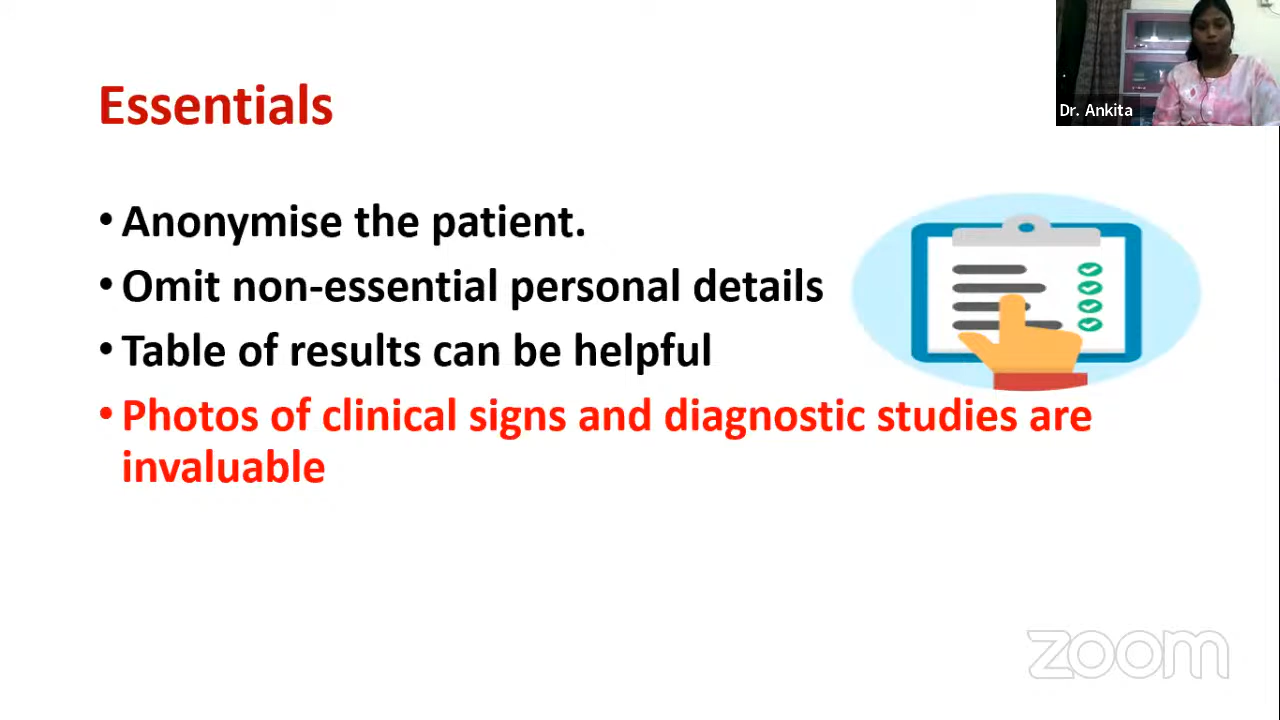 Essentials
Dr. Ankita
• Anonymise the patient.
• Omit non-essential personal details
• Table of results can be helpful
• Photos of clinical signs and diagnostic studies are
invaluable
zoom